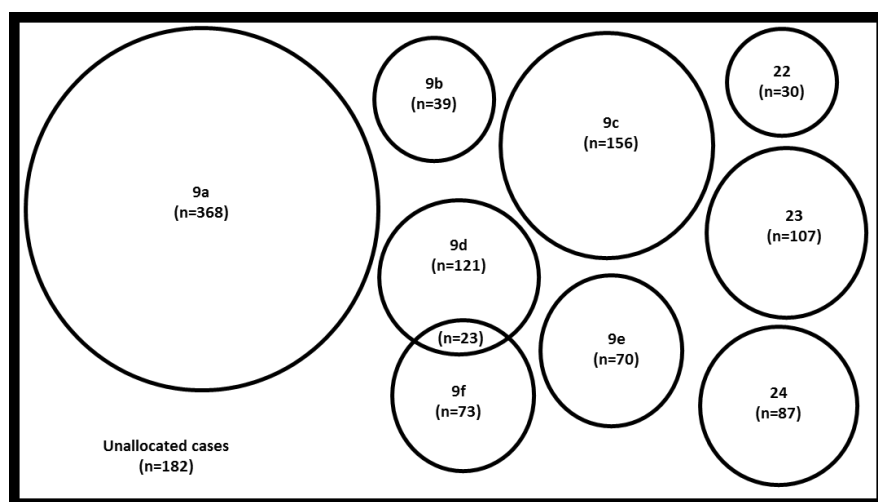 9a
(n=368)
9b
(n=39)
9c
(n=156)
22
(n=30)
9d
(n=121)
(n=23)
9f
(n=73)
9e
(n=70)
23
(n=107)
24
(n=87)
Unallocated cases
(n=182)